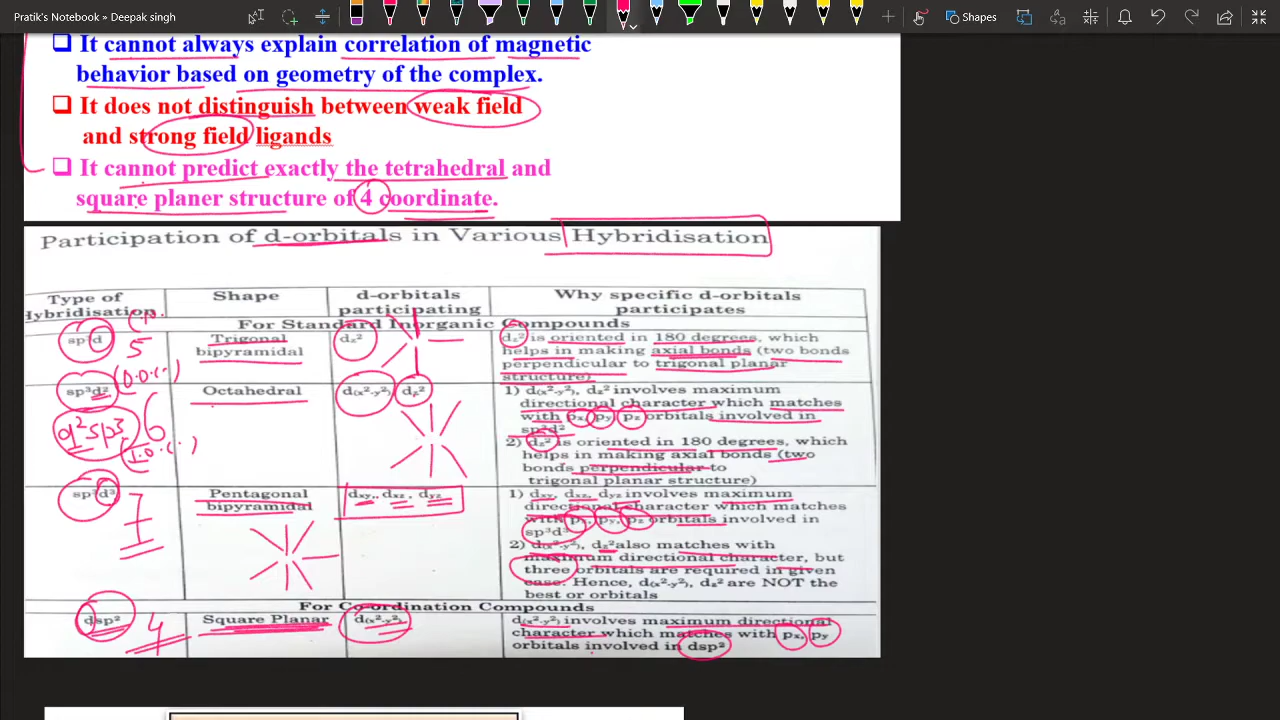 Pratik's Notebook » Deepak singh
Shapes
❑ It cannot always explain correlation of magnetic
behavior based on geometry of the complex.
❑ It does not distinguish between weak field
and strong field ligands
❑ It cannot predict exactly the tetrahedral and
square planer structure of 4 coordinate.
Participation of d-orbitals in Various Hybridisation
Type of Hybridisation.
Shape
d-orbitals participating
Why specific d-orbitals participates
For Standard Inorganic Compounds
sp³d
5
Trigonal
bipyramidal
dz²
dz² is oriented in 180 degrees, which
helps in making axial bonds (two bonds
perpendicular to trigonal planar
structure)
sp³d²
(O.O.C.)
6
d²sp³
(I.O.C.)
Octahedral
d(x²-y²), dz²
1) d(x²-y²), dz² involves maximum
directional character which matches
with px, py, pz orbitals involved in
sp³d²
2) dz² is oriented in 180 degrees, which
helps in making axial bonds (two
bonds perpendicular to
trigonal planar structure)
sp³d³
7
Pentagonal
bipyramidal
dxy, dxz, dyz
1) dxy, dxz, dyz involves maximum
directional character which matches
with px, py, pz orbitals involved in
sp³d³
2) d(x²-y²), dz² also matches with
maximum directional character, but
three orbitals are required in given
case. Hence, d(x²-y²), dz² are NOT the
best or orbitals
For Co-ordination Compounds
dsp²
4
Square Planar
d(x²-y²)
d(x²-y²) involves maximum directional
character which matches with px, py
orbitals involved in dsp²